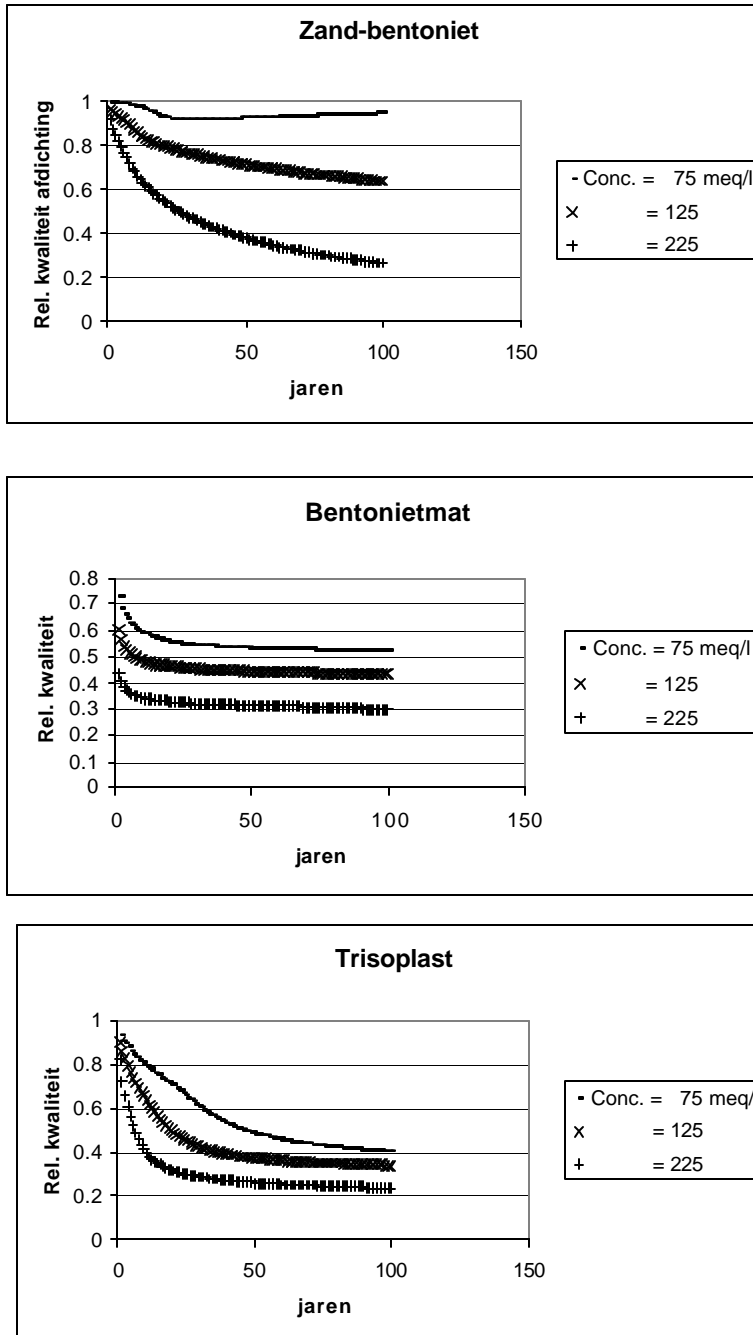 Zand-bentoniet
Rel. kwaliteit afdichting
1
0.8
0.6
0.4
0.2
0
0 50 100 150
jaren
- Conc. = 75 meq/l
× = 125
+ = 225
Bentonietmat
Rel. kwaliteit
0.8
0.7
0.6
0.5
0.4
0.3
0.2
0.1
0
0 50 100 150
jaren
- Conc. = 75 meq/l
× = 125
+ = 225
Trisoplast
Rel. kwaliteit
1
0.8
0.6
0.4
0.2
0
0 50 100 150
jaren
- Conc. = 75 meq/
× = 125
+ = 225